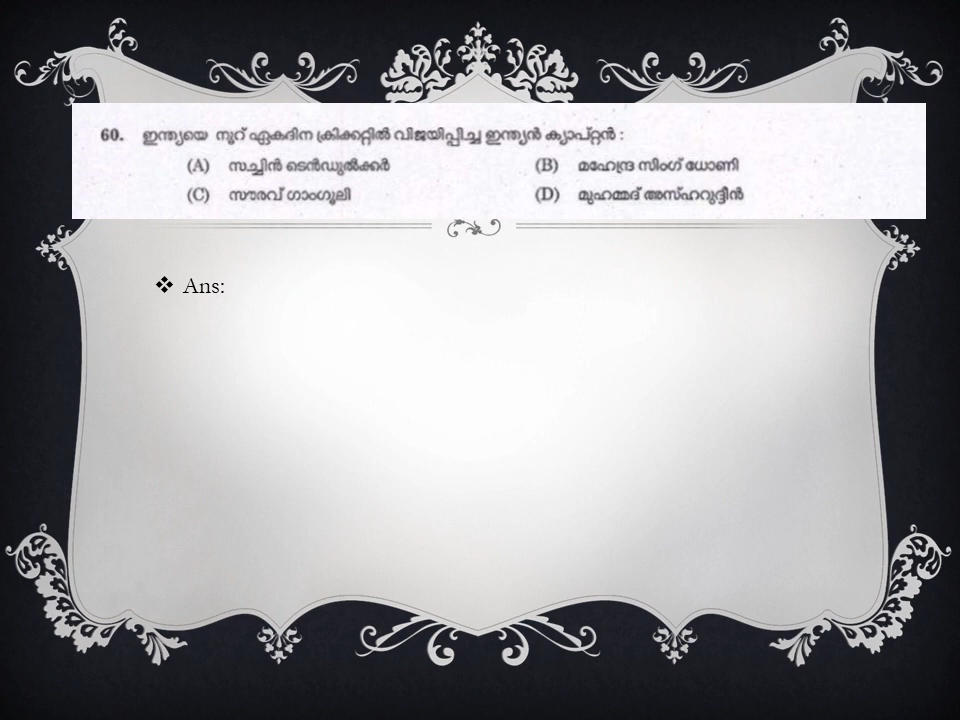 60. ഇന്ത്യയെ നൂറ് ഏകദിന ക്രിക്കറ്റിൽ വിജയിപ്പിച്ച ഇന്ത്യൻ ക്യാപ്റ്റൻ :
(A) സച്ചിൻ ടെൻഡുൽക്കർ (B) മഹേന്ദ്ര സിംഗ് ധോണി
(C) സൗരവ് ഗാംഗൂലി (D) മുഹമ്മദ് അസ്ഹറുദ്ദീൻ
❖ Ans: